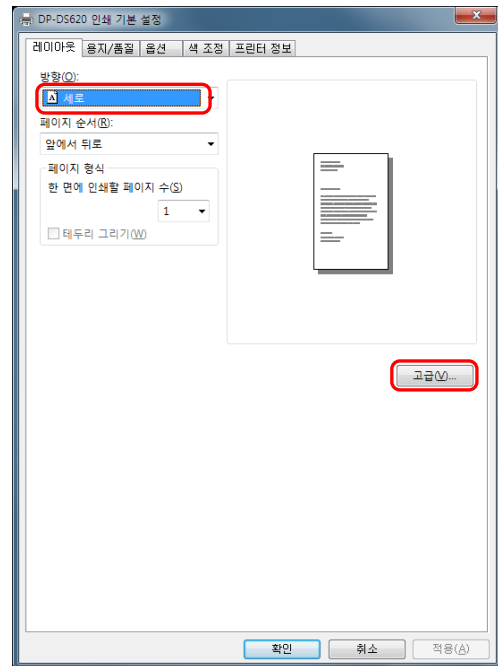 DP-DS620 인쇄 기본 설정
레이아웃 용지/품질 옵션 색 조정 프린터 정보
방향(O):
A 세로
페이지 순서(R):
앞에서 뒤로
페이지 형식
한 면에 인쇄할 페이지 수(S)
1
테두리 그리기(W)
고급(V)...
확인 취소 적용(A)